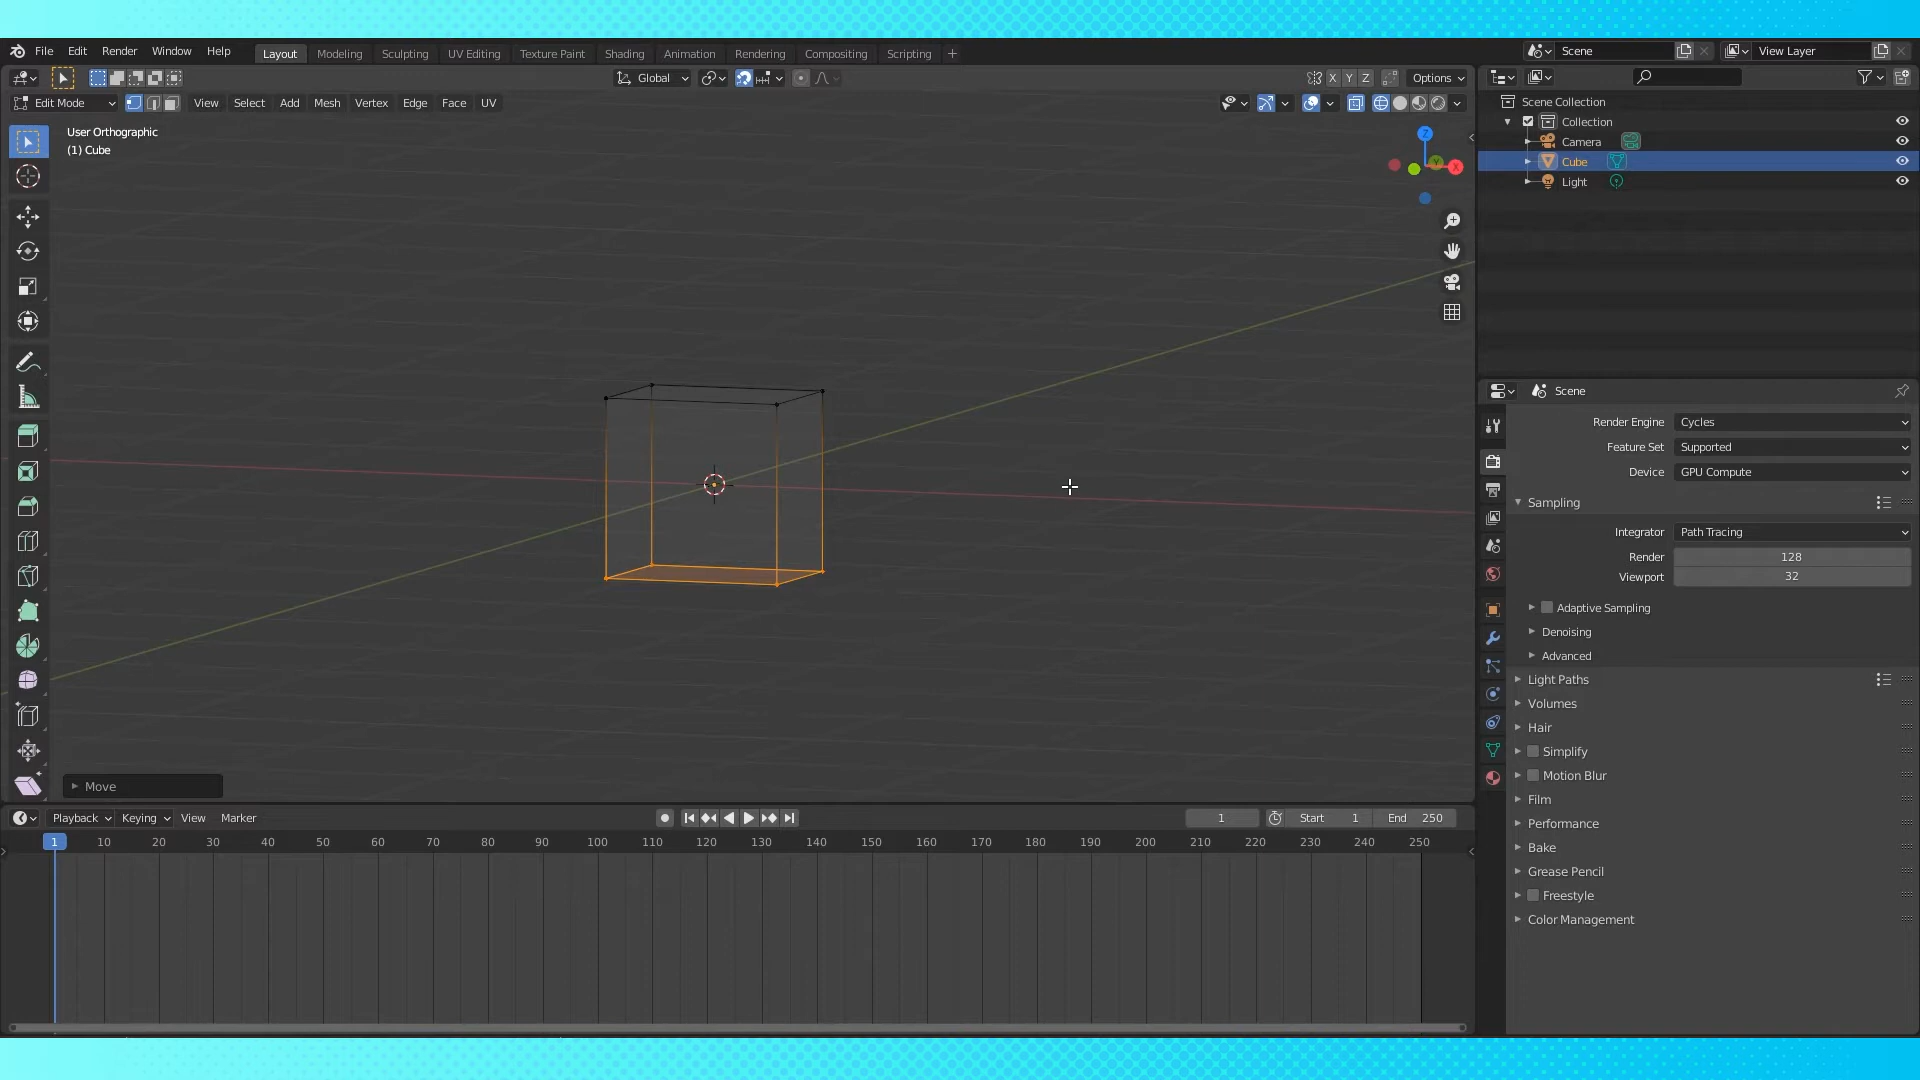 File Edit Render Window Help Layout Modeling Sculpting UV Editing Texture Paint Shading Animation Rendering Compositing Scripting + Scene View Layer
Global X Y Z Options
Edit Mode View Select Add Mesh Vertex Edge Face UV
User Orthographic
(1) Cube
Z
Y
X
Move
Scene Collection
Collection
Camera
Cube
Light
Scene
Render Engine Cycles
Feature Set Supported
Device GPU Compute
Sampling
Integrator Path Tracing
Render 128
Viewport 32
Adaptive Sampling
Denoising
Advanced
Light Paths
Volumes
Hair
Simplify
Motion Blur
Film
Performance
Bake
Grease Pencil
Freestyle
Color Management
Playback Keying View Marker 1 Start 1 End 250
1 10 20 30 40 50 60 70 80 90 100 110 120 130 140 150 160 170 180 190 200 210 220 230 240 250